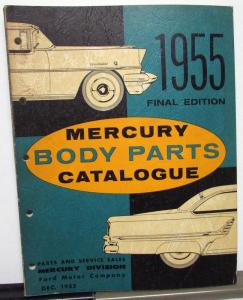 1955
FINAL EDITION
MERCURY
BODY PARTS
CATALOGUE
PARTS AND SERVICE SALES
MERCURY DIVISION
Ford Motor Company
DEC. 1955